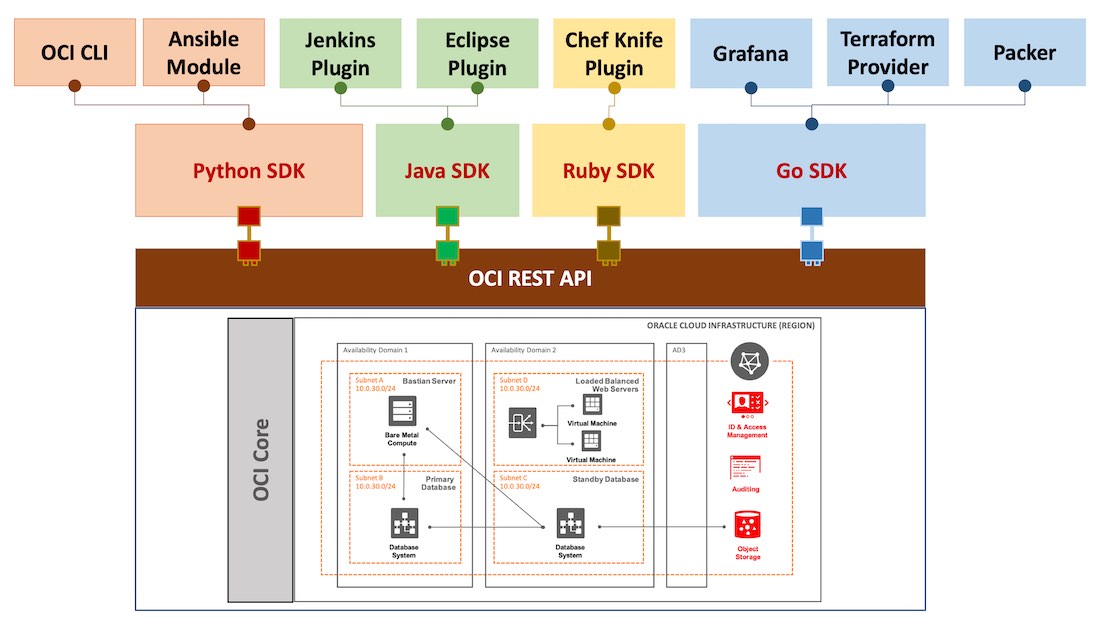 OCI CLI
Ansible
Module
Jenkins
Plugin
Eclipse
Plugin
Chef Knife
Plugin
Grafana
Terraform
Provider
Packer
Python SDK
Java SDK
Ruby SDK
Go SDK
OCI REST API
OCI Core
ORACLE CLOUD INFRASTRUCTURE (REGION)
Availability Domain 1
Availability Domain 2
AD3
Subnet A
10.0.30.0/24
Bastian Server
Bare Metal
Compute
Subnet B
10.0.30.0/24
Primary
Database
Database
System
Subnet D
10.0.30.0/24
Loaded Balanced
Web Servers
Virtual Machine
Virtual Machine
Subnet C
10.0.30.0/24
Standby Database
Database
System
ID & Access
Management
Auditing
Object
Storage